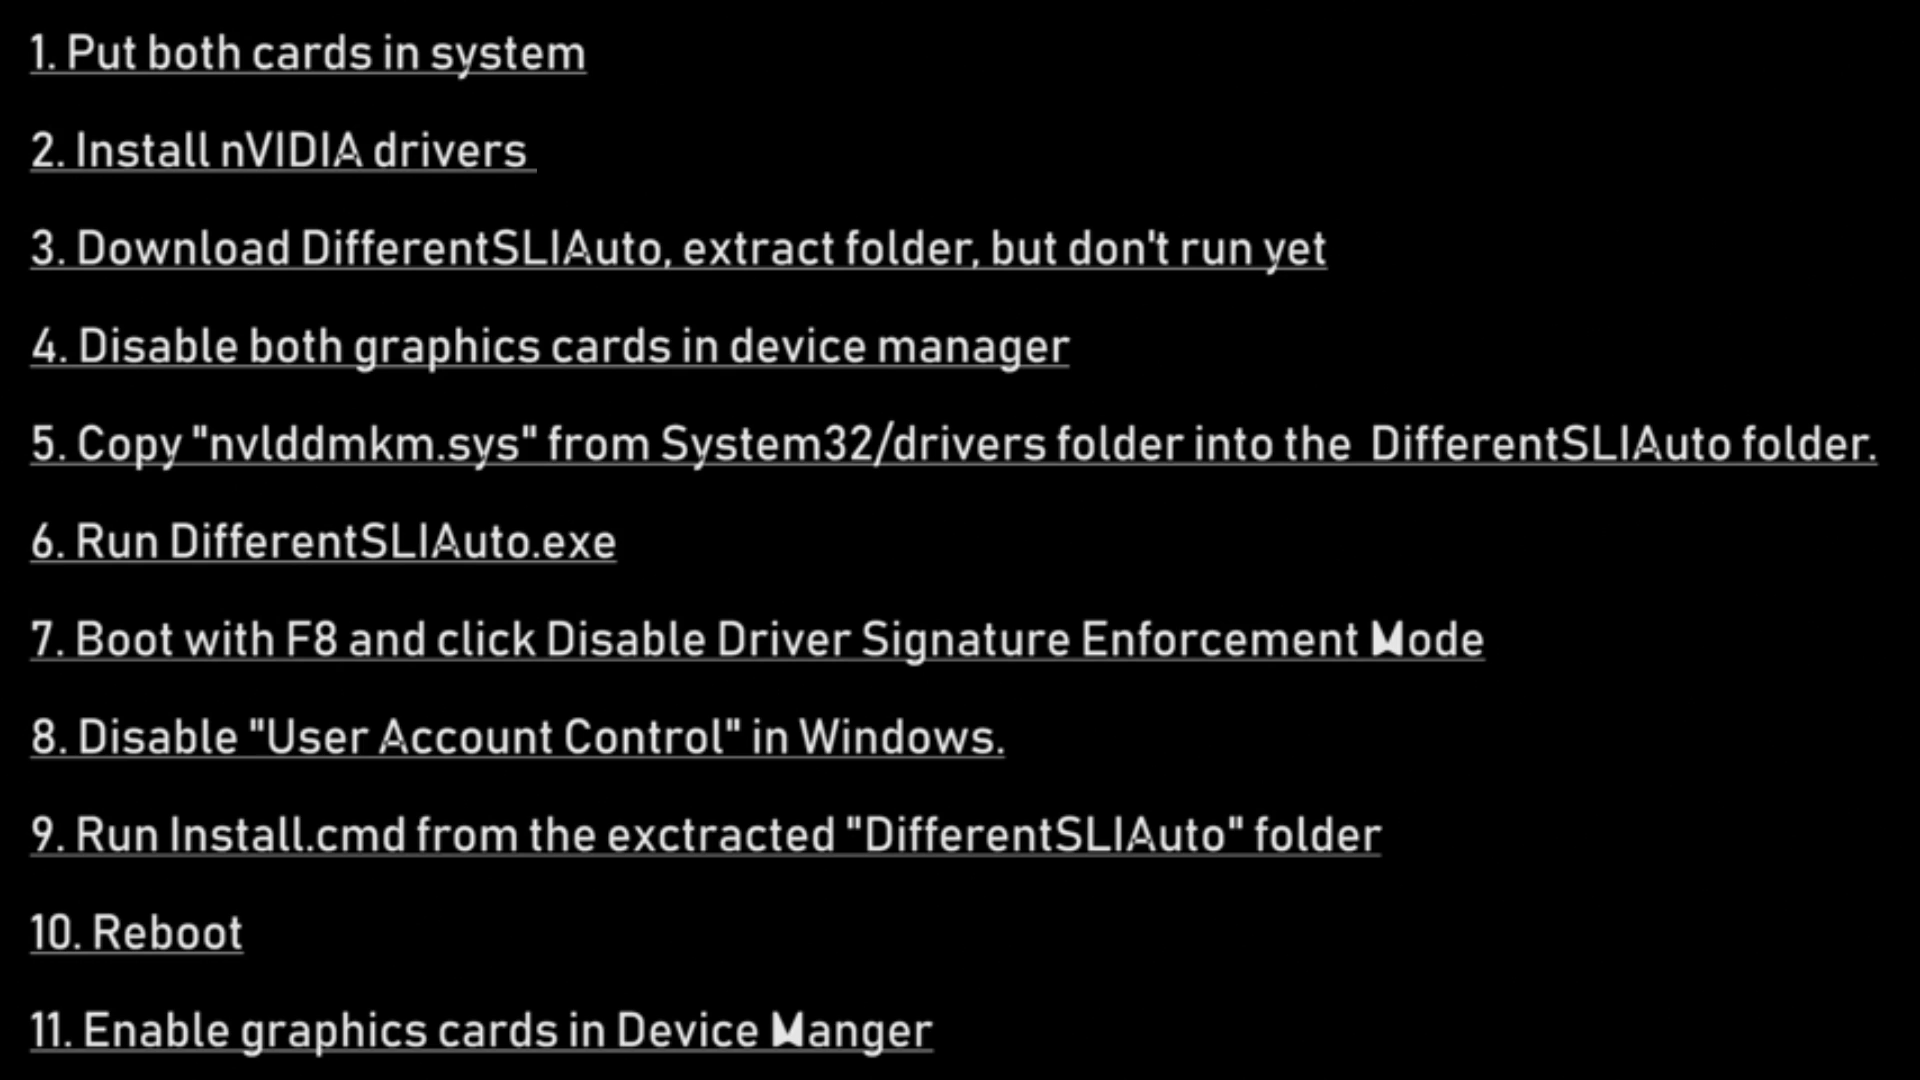 1. Put both cards in system
2. Install nVIDIA drivers
3. Download DifferentSLIAuto, extract folder, but don't run yet
4. Disable both graphics cards in device manager
5. Copy "nvlddmkm.sys" from System32/drivers folder into the DifferentSLIAuto folder.
6. Run DifferentSLIAuto.exe
7. Boot with F8 and click Disable Driver Signature Enforcement Mode
8. Disable "User Account Control" in Windows.
9. Run Install.cmd from the exctracted "DifferentSLIAuto" folder
10. Reboot
11. Enable graphics cards in Device Manger